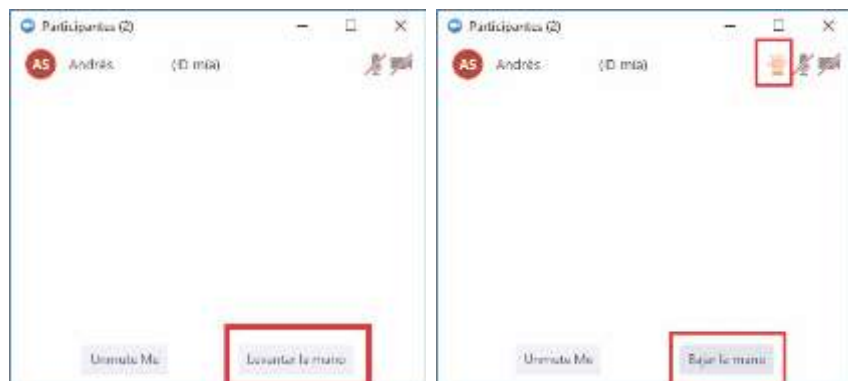 Participantes (2)
AS Andrés (ID mía)
Unmute Me Levantar la mano
Participantes (2)
AS Andrés (ID mía)
Unmute Me Bajar la mano